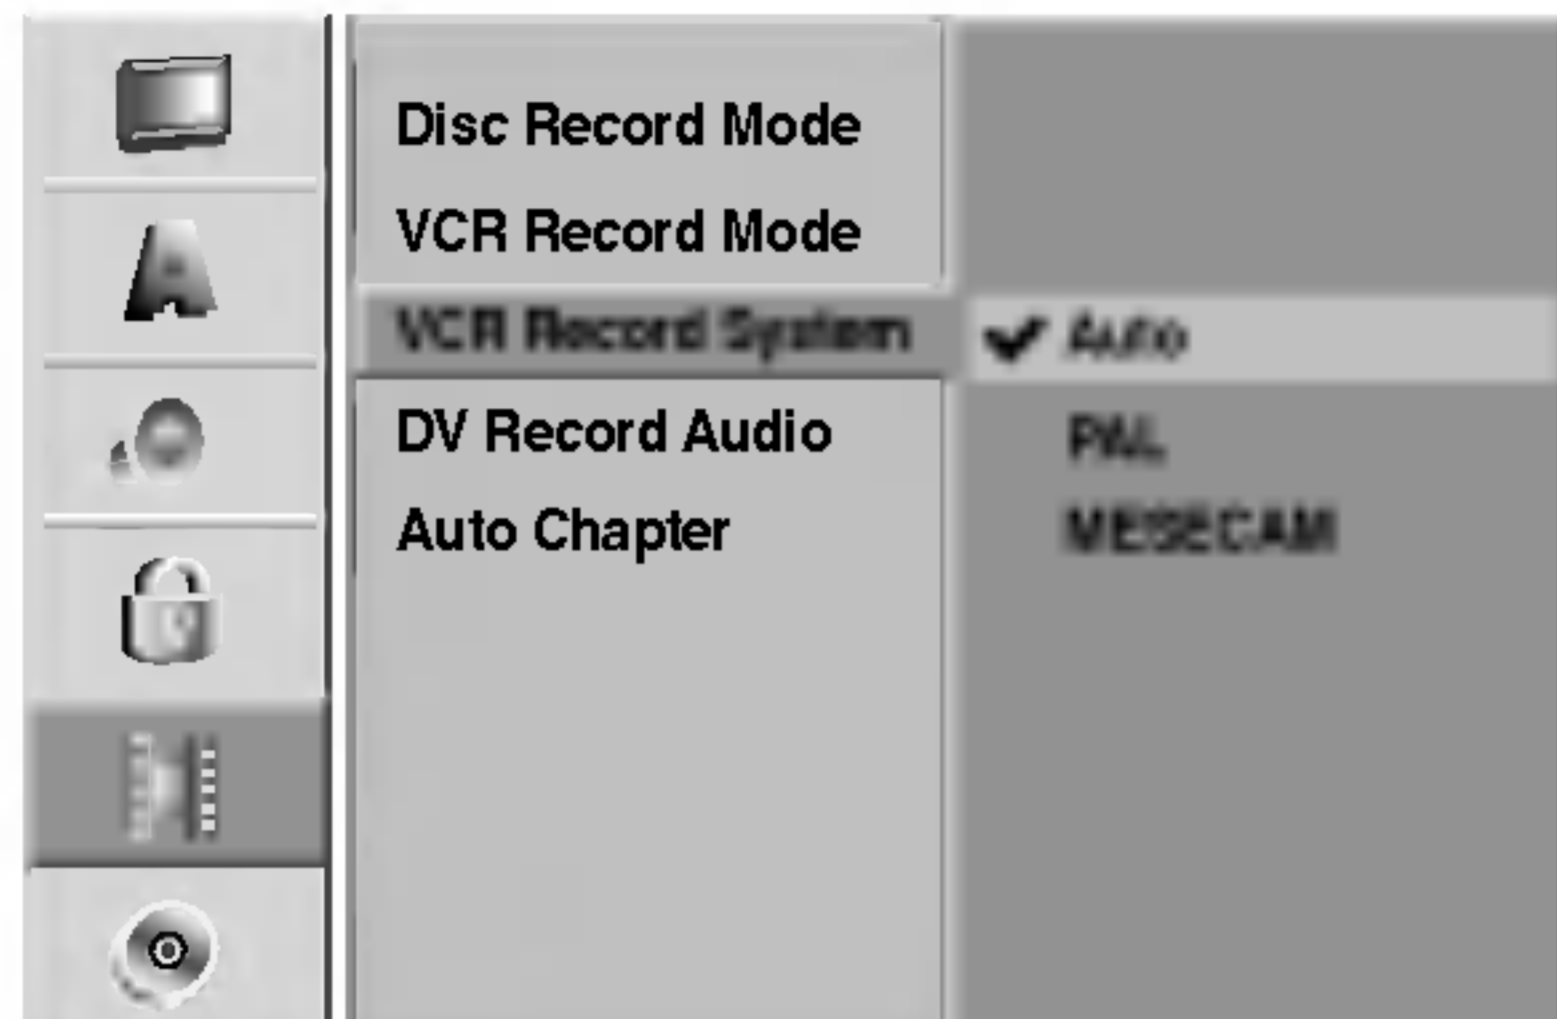 Disc Record Mode
VCR Record Mode
VCR Record System
Auto
PAL
MESECAM
DV Record Audio
Auto Chapter